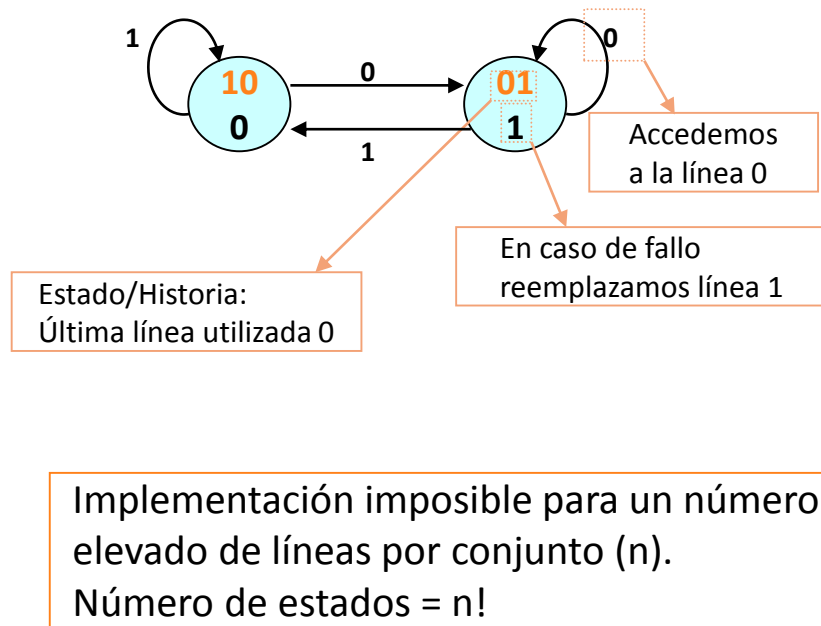 1
0
0
10
0
01
1
1
Accedemos
a la línea 0
En caso de fallo
reemplazamos línea 1
Estado/Historia:
Última línea utilizada 0
Implementación imposible para un número
elevado de líneas por conjunto (n).
Número de estados = n!